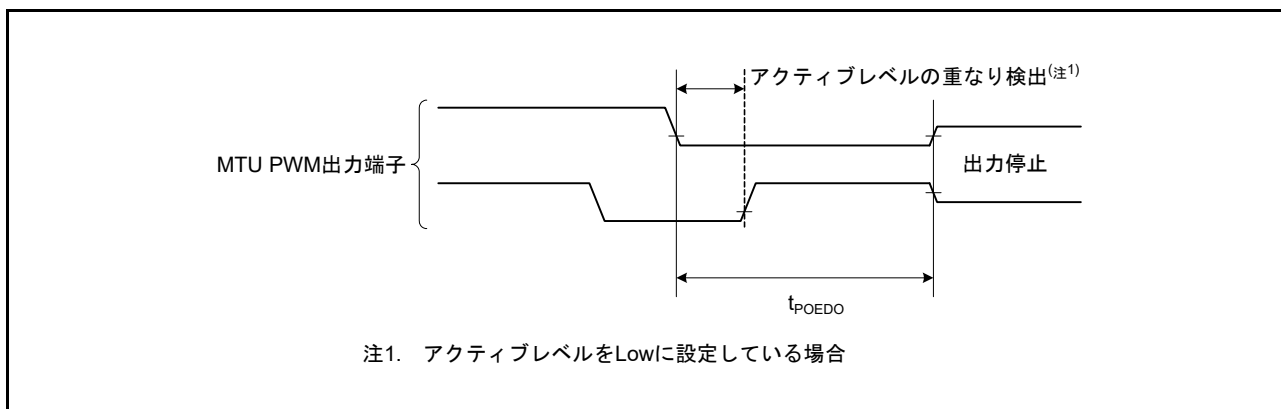 アクティブレベルの重なり検出(注1)
MTU PWM出力端子
出力停止
tPOEDO
注1. アクティブレベルをLowに設定している場合